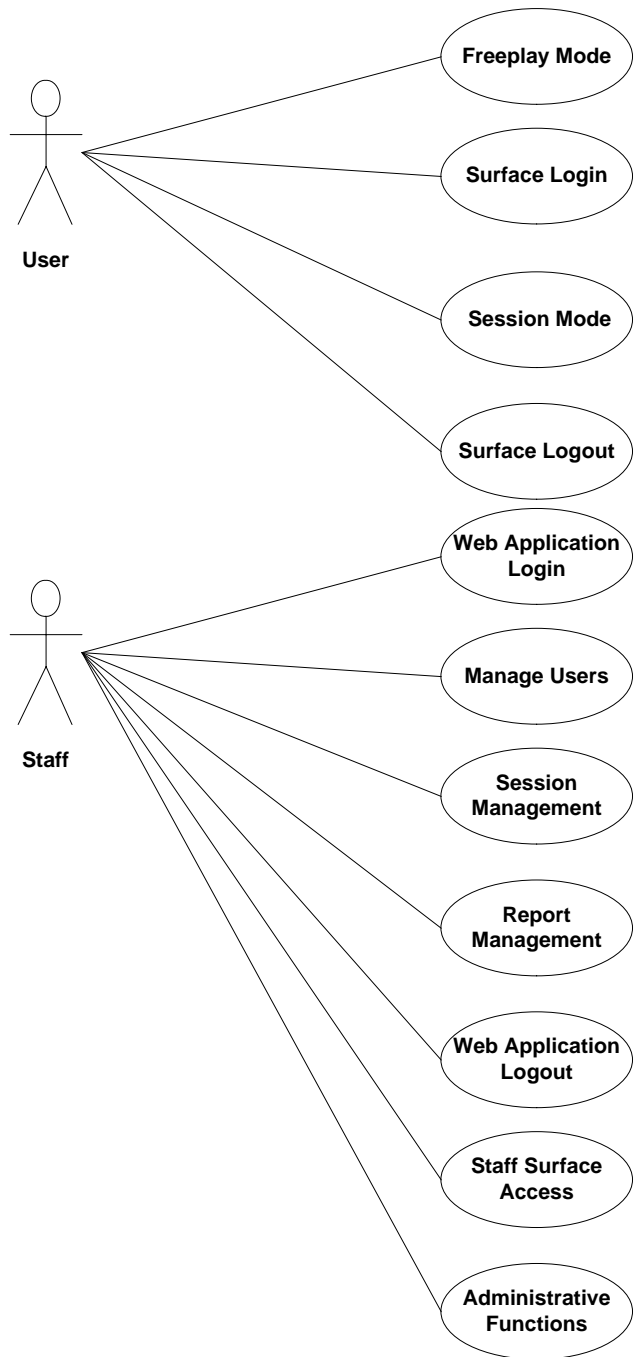 Freeplay Mode
Surface Login
User
Session Mode
Surface Logout
Web Application
Login
Manage Users
Staff
Session
Management
Report
Management
Web Application
Logout
Staff Surface
Access
Administrative
Functions